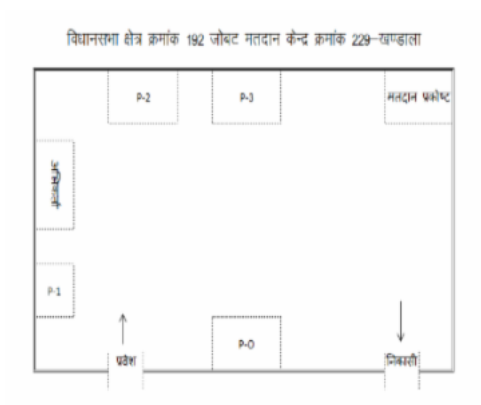 विधानसभा क्षेत्र क्रमांक 192 जोबट मतदान केन्द्र क्रमांक 229-खण्डाला
P-2
P-3
मतदान प्रकोष्ट
अभिकर्ता
P-1
P-O
प्रवेश
निकासी